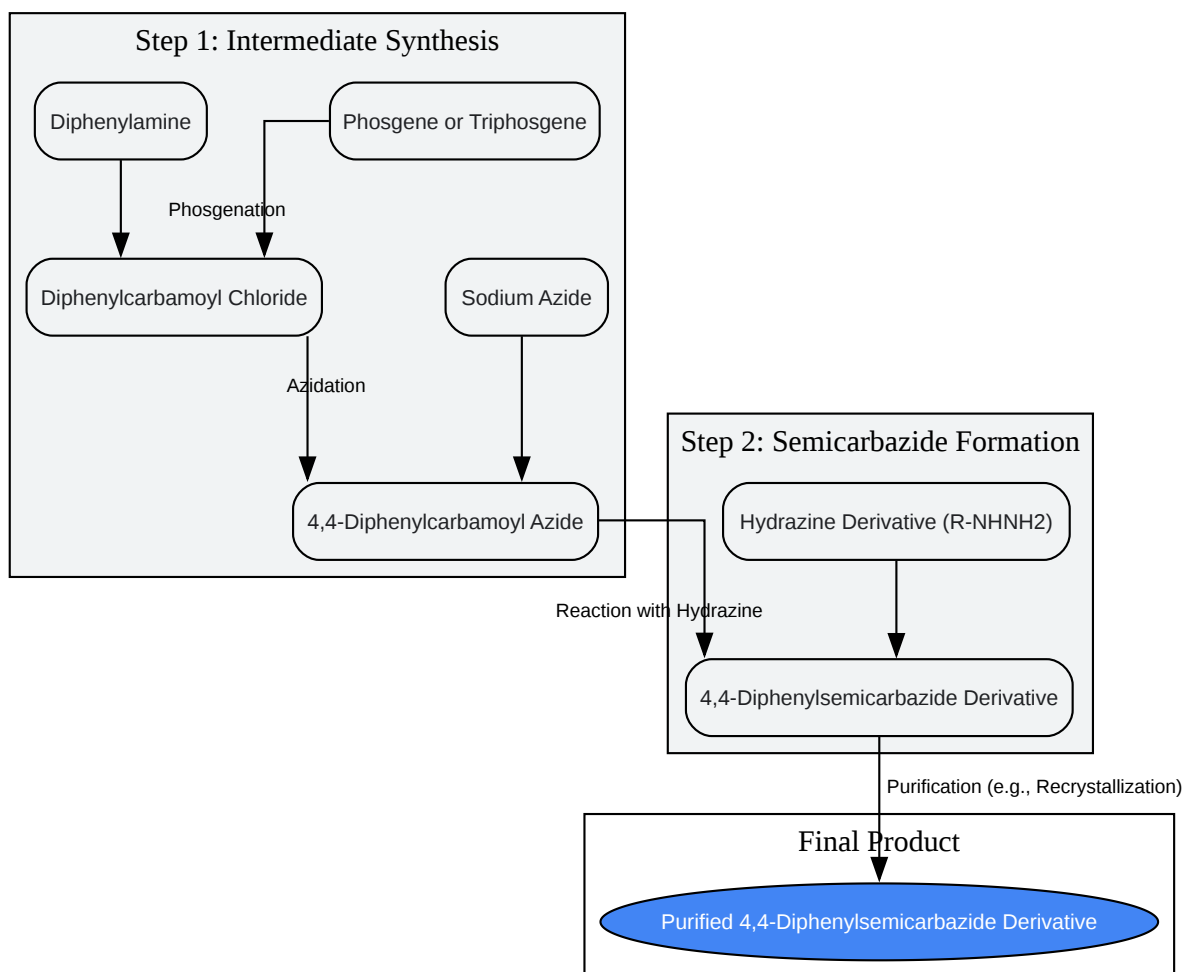 Step 1: Intermediate Synthesis
Diphenylamine
Phosgene or Triphosgene
Phosgenation
Diphenylcarbamoyl Chloride
Sodium Azide
Azidation
4,4-Diphenylcarbamoyl Azide
Step 2: Semicarbazide Formation
Hydrazine Derivative (R-NHNH2)
Reaction with Hydrazine
4,4-Diphenylsemicarbazide Derivative
Purification (e.g., Recrystallization)
Final Product
Purified 4,4-Diphenylsemicarbazide Derivative